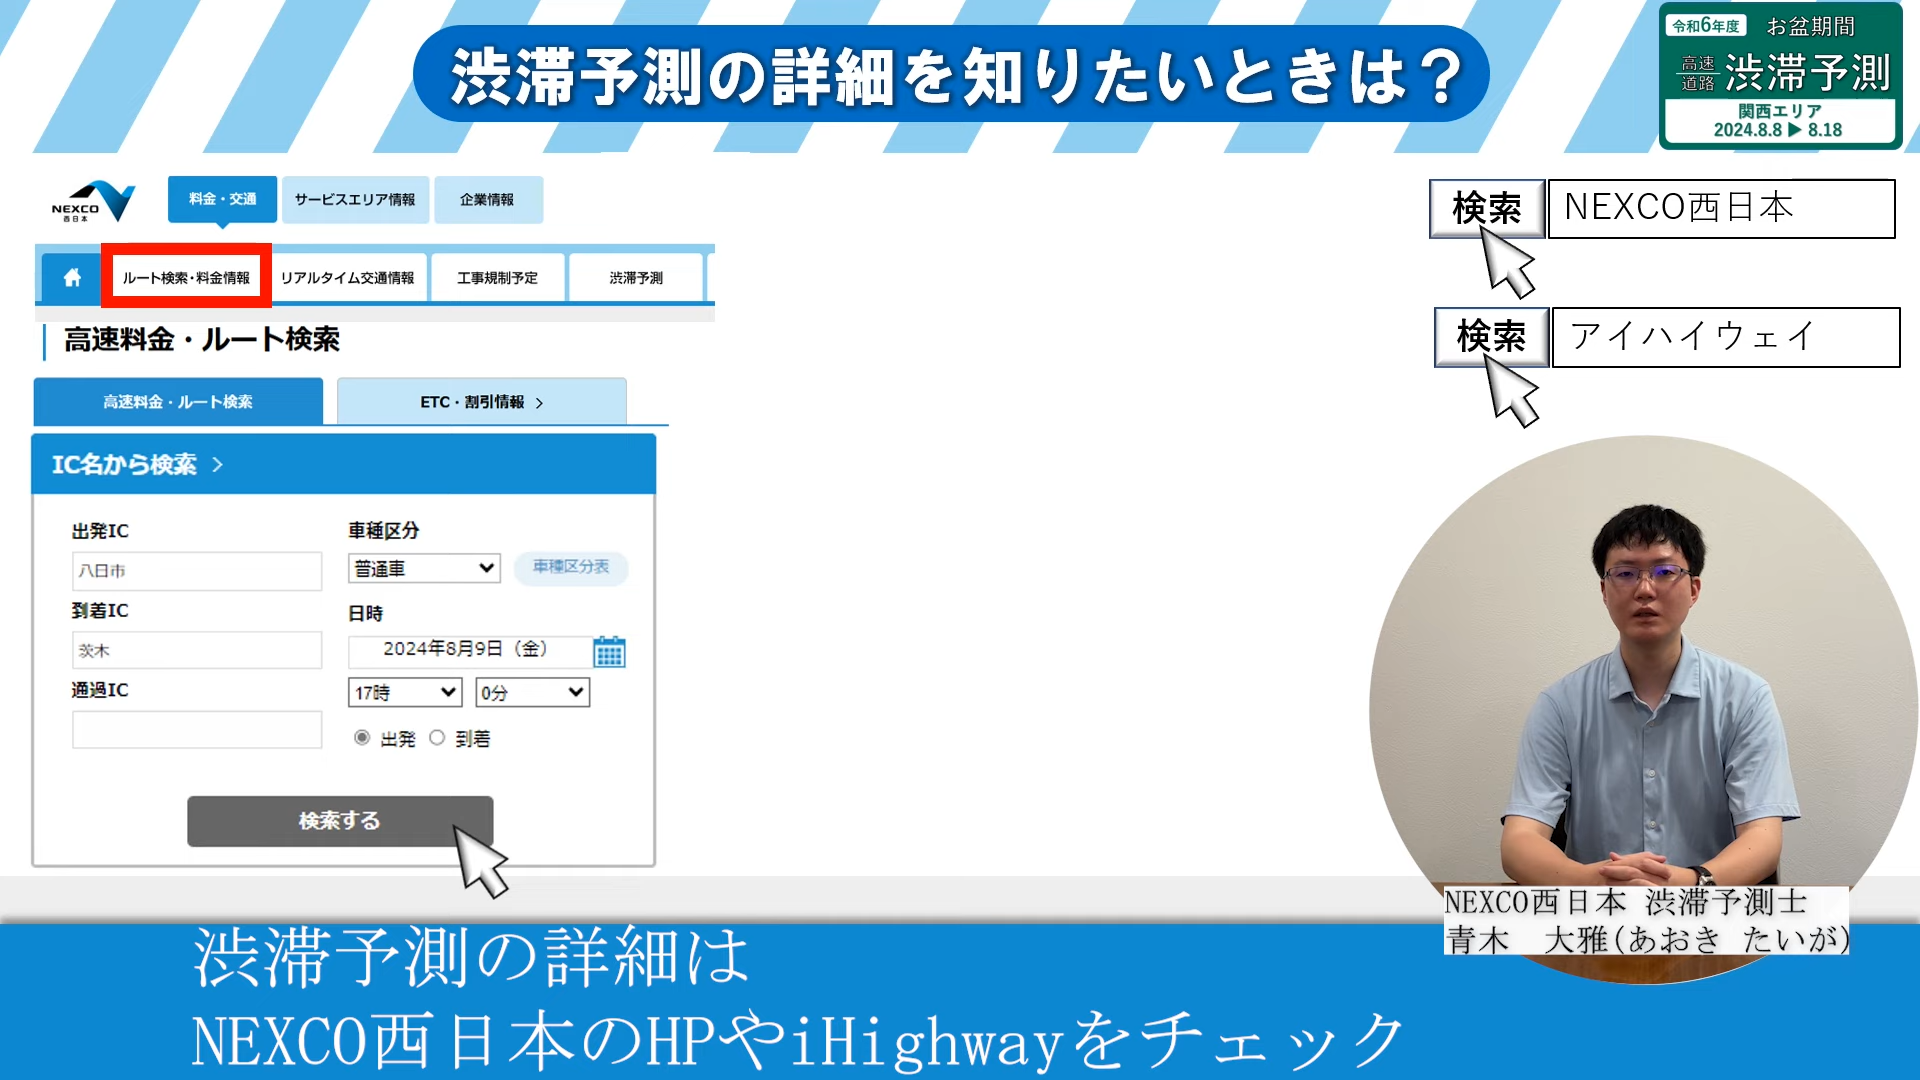 渋滞予測の詳細を知りたいときは？
令和6年度 お盆期間
高速道路 渋滞予測
関西エリア
2024.8.8▶8.18
NEXCO
西日本
料金・交通 サービスエリア情報 企業情報
ルート検索・料金情報 リアルタイム交通情報 工事規制予定 渋滞予測
高速料金・ルート検索
高速料金・ルート検索 ETC・割引情報 >
IC名から検索 >
出発IC 車種区分
八日市 普通車 車種区分表
到着IC 日時
茨木 2024年8月9日（金）
通過IC 17時 0分
出発 到着
検索する
検索 NEXCO西日本
検索 アイハイウェイ
NEXCO西日本 渋滞予測士
青木　大雅(あおき たいが)
渋滞予測の詳細は
NEXCO西日本のHPやiHighwayをチェック